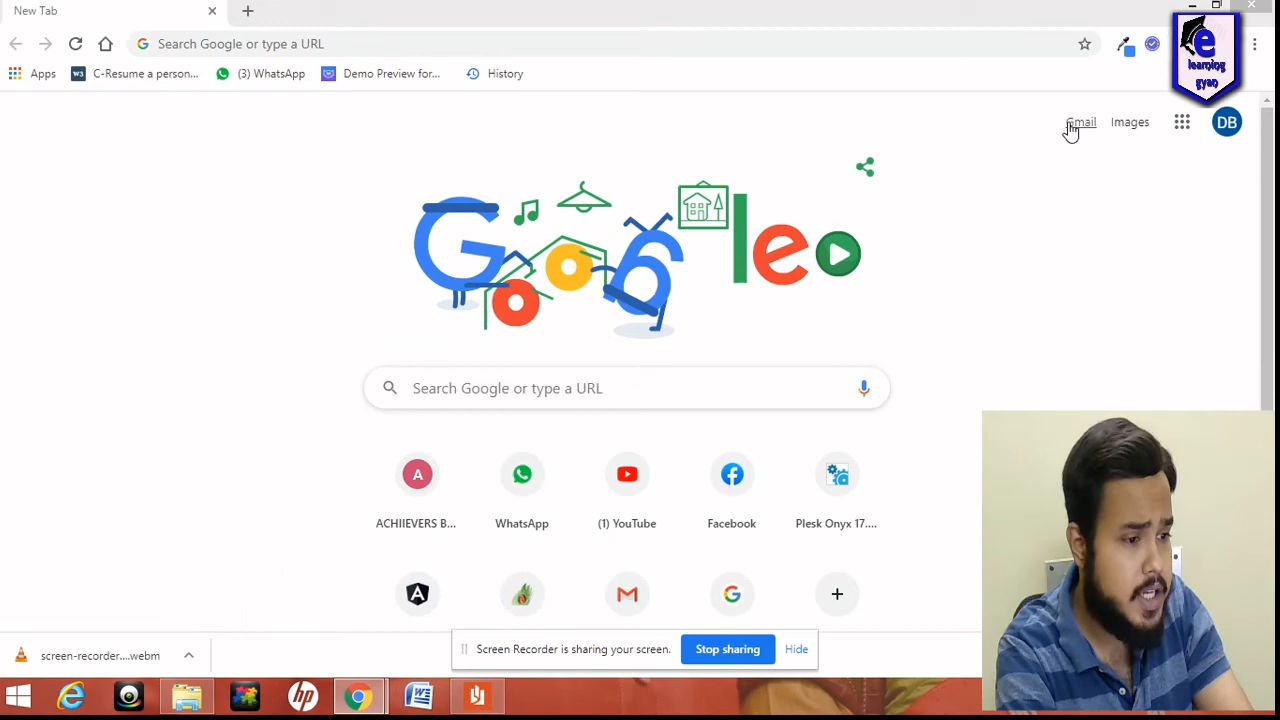 New Tab
Search Google or type a URL
Apps
C-Resume a person...
(3) WhatsApp
Demo Preview for...
History
e
learning
gyan
Gmail
Images
DB
Google
Search Google or type a URL
A
ACHIIEVERS B...
WhatsApp
(1) YouTube
Facebook
Plesk Onyx 17....
Screen Recorder is sharing your screen.
Stop sharing
Hide
screen-recorder....webm